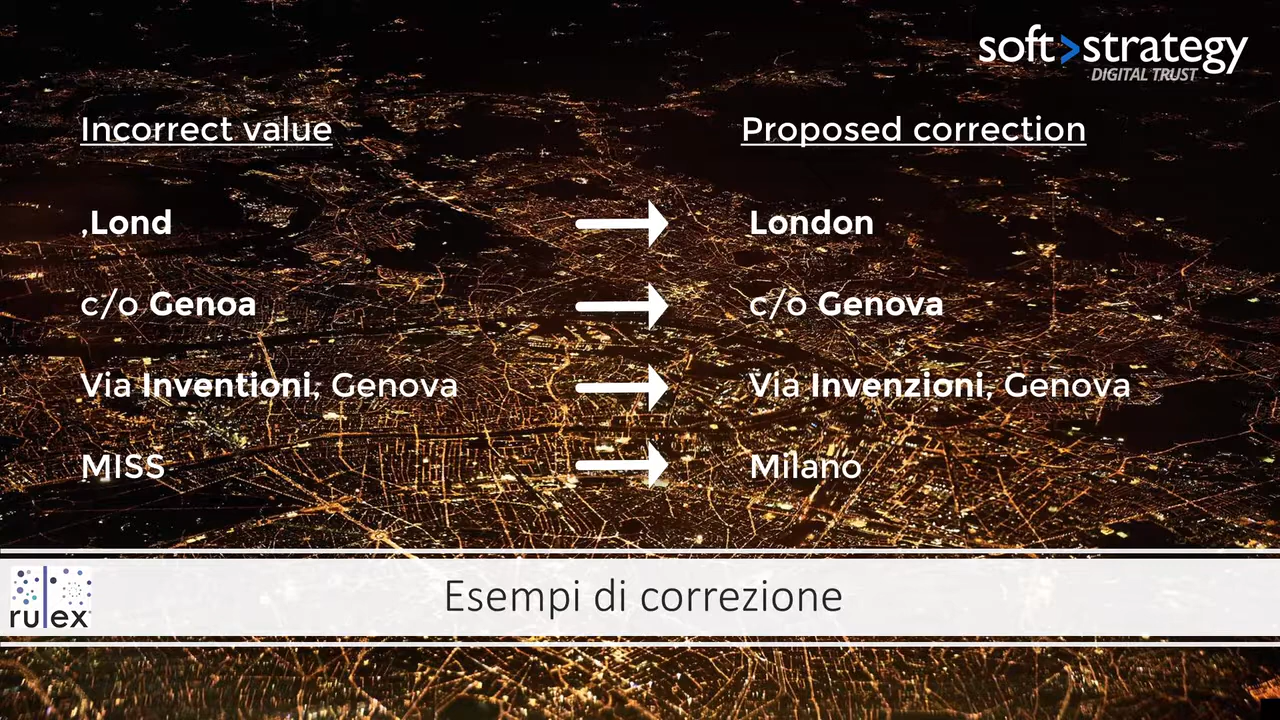 soft>strategy
DIGITAL TRUST
Incorrect value
Proposed correction
,Lond
London
c/o Genoa
c/o Genova
Via Inventioni, Genova
Via Invenzioni, Genova
MISS
Milano
rulex
Esempi di correzione